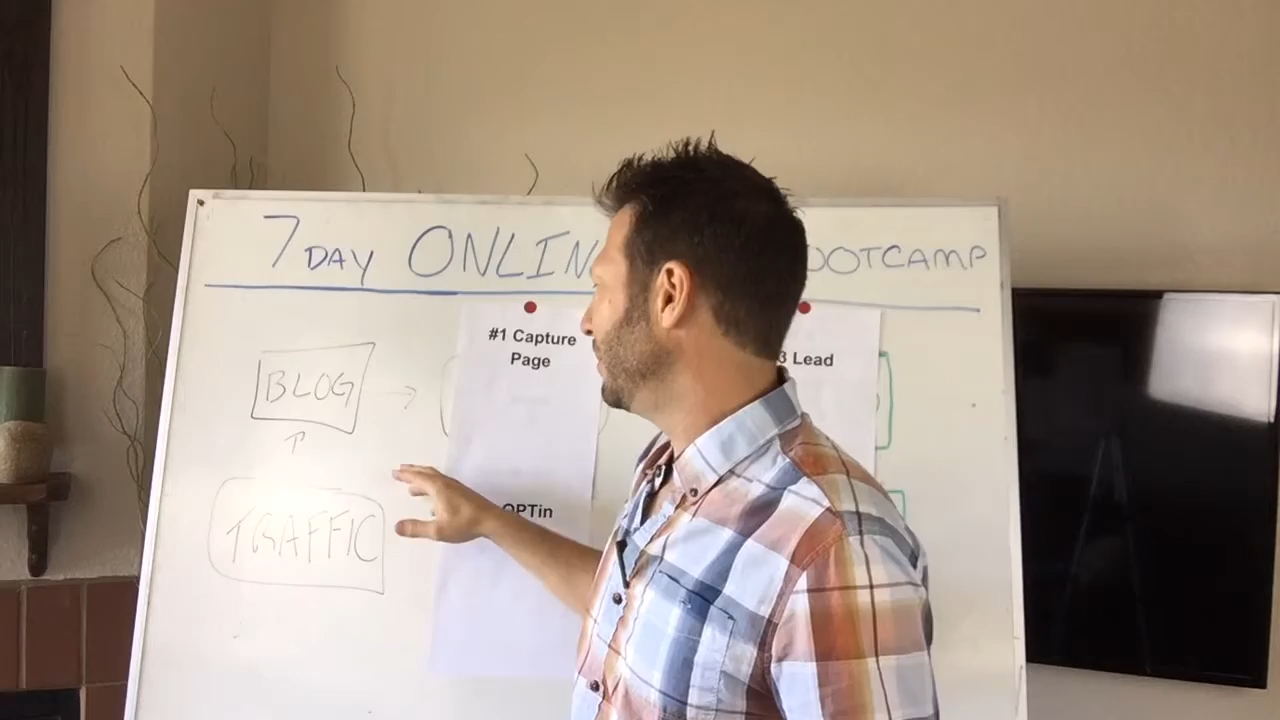 7 DAY ONLIN OOTCAMP
#1 Capture
Page
3 Lead
BLOG
OPTin
TRAFFIC